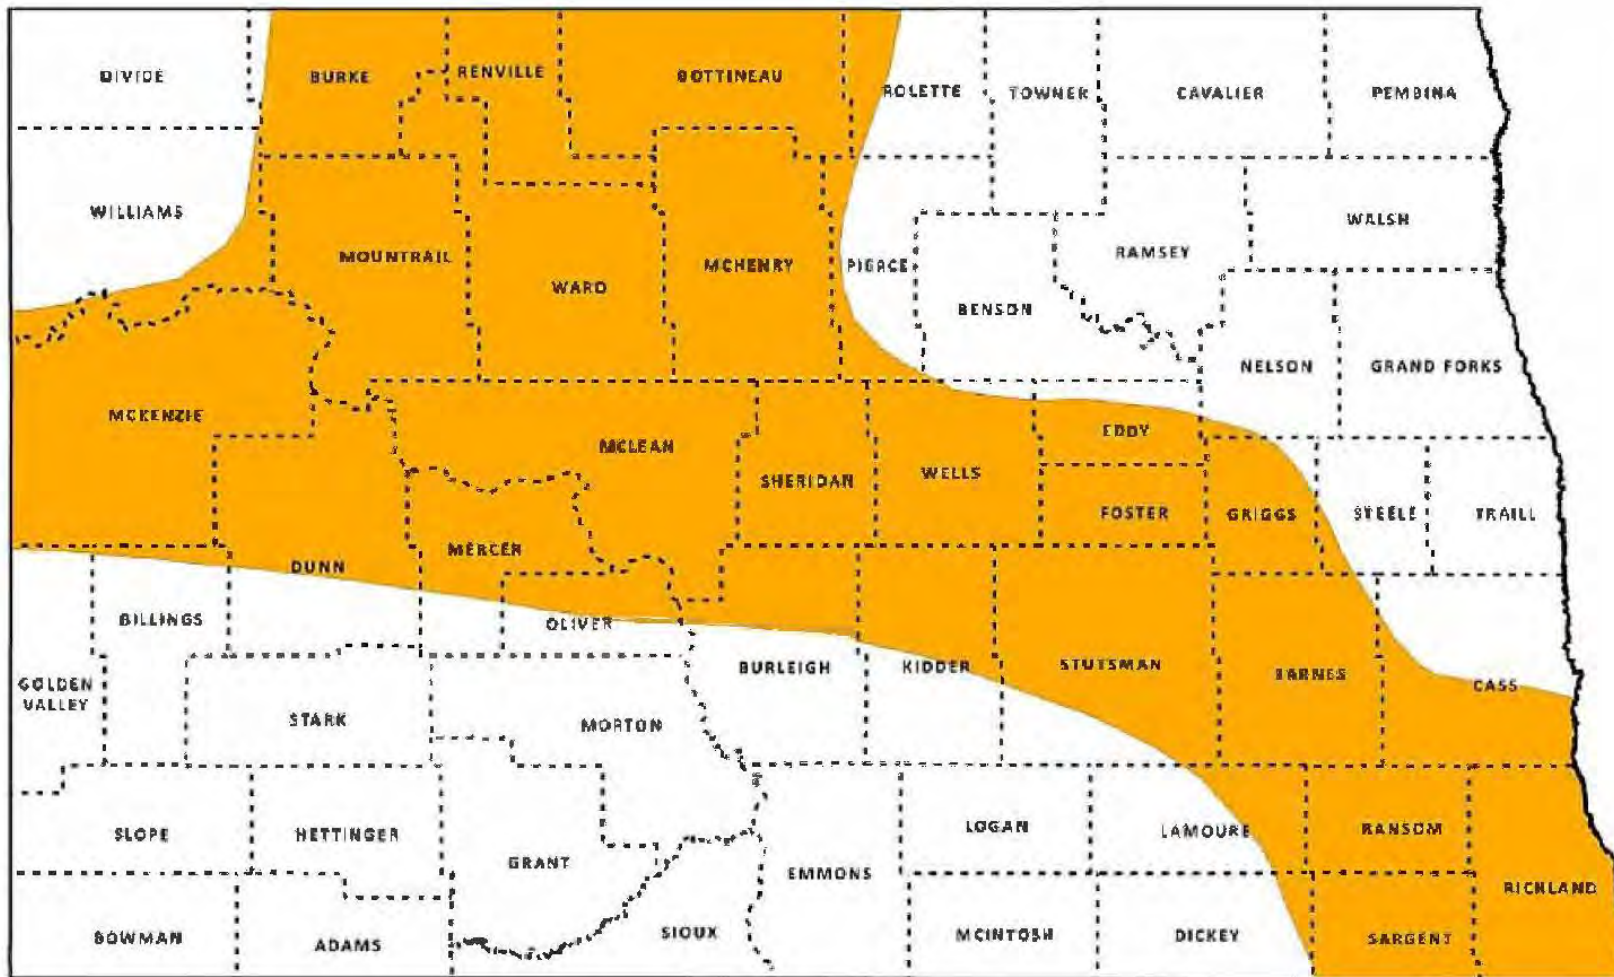 DIVIDE
BURKE
RENVILLE
BOTTINEAU
ROLETTE
TOWNER
CAVALIER
PEMBINA
WILLIAMS
MOUNTRAIL
WARD
MCHENRY
PIERCE
BENSON
RAMSEY
WALSH
NELSON
GRAND FORKS
MCKENZIE
MCLEAN
SHERIDAN
WELLS
EDDY
FOSTER
GRIGGS
STEELE
TRAILL
DUNN
MERCER
BILLINGS
OLIVER
BURLEIGH
KIDDER
STUTSMAN
BARNES
CASS
GOLDEN
VALLEY
STARK
MORTON
SLOPE
HETTINGER
GRANT
EMMONS
LOGAN
LAMOURE
RANSOM
RICHLAND
BOWMAN
ADAMS
SIOUX
MCINTOSH
DICKEY
SARGENT